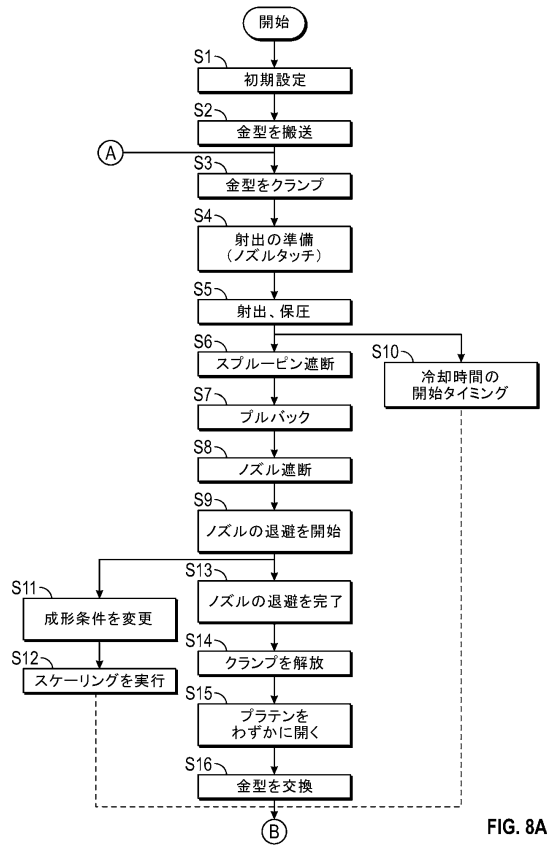 開始
S1
初期設定
S2
金型を搬送
A
S3
金型をクランプ
S4
射出の準備
(ノズルタッチ)
S5
射出、保圧
S6
スプルーピン遮断
S10
冷却時間の
開始タイミング
S7
プルバック
S8
ノズル遮断
S9
ノズルの退避を開始
S11
成形条件を変更
S13
ノズルの退避を完了
S12
スケーリングを実行
S14
クランプを解放
S15
プラテンを
わずかに開く
S16
金型を交換
B
FIG. 8A